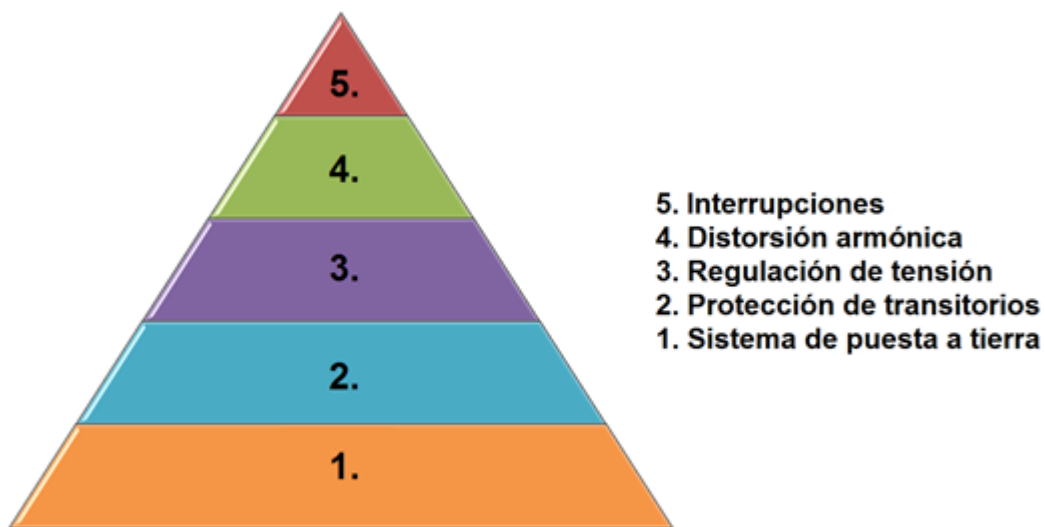 5.
4.
3.
2.
1.
5. Interrupciones
4. Distorsión armónica
3. Regulación de tensión
2. Protección de transitorios
1. Sistema de puesta a tierra